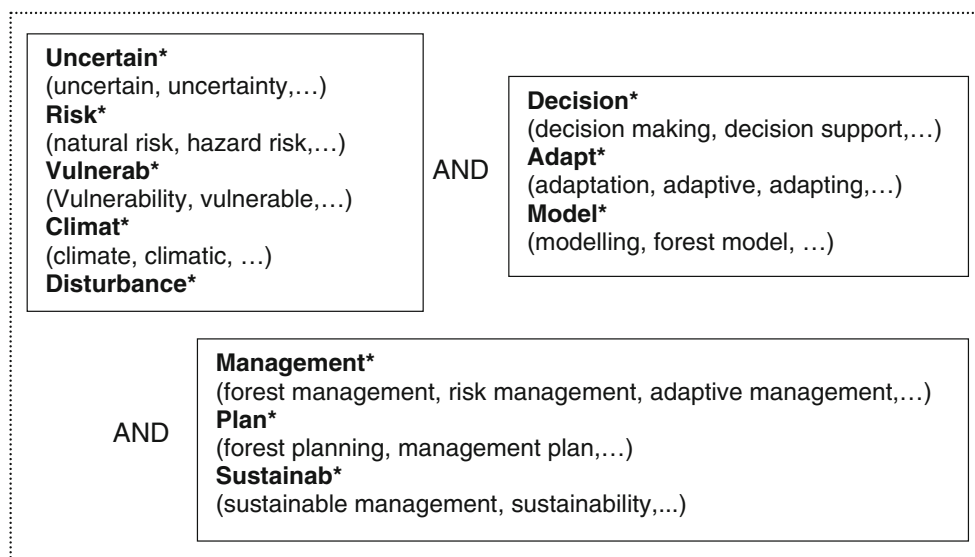 Uncertain*
(uncertain, uncertainty,…)
Risk*
(natural risk, hazard risk,…)
Vulnerab*
(Vulnerability, vulnerable,…)
Climat*
(climate, climatic, …)
Disturbance*
AND
Decision*
(decision making, decision support,…)
Adapt*
(adaptation, adaptive, adapting,…)
Model*
(modelling, forest model, …)
AND
Management*
(forest management, risk management, adaptive management,…)
Plan*
(forest planning, management plan,…)
Sustainab*
(sustainable management, sustainability,...)